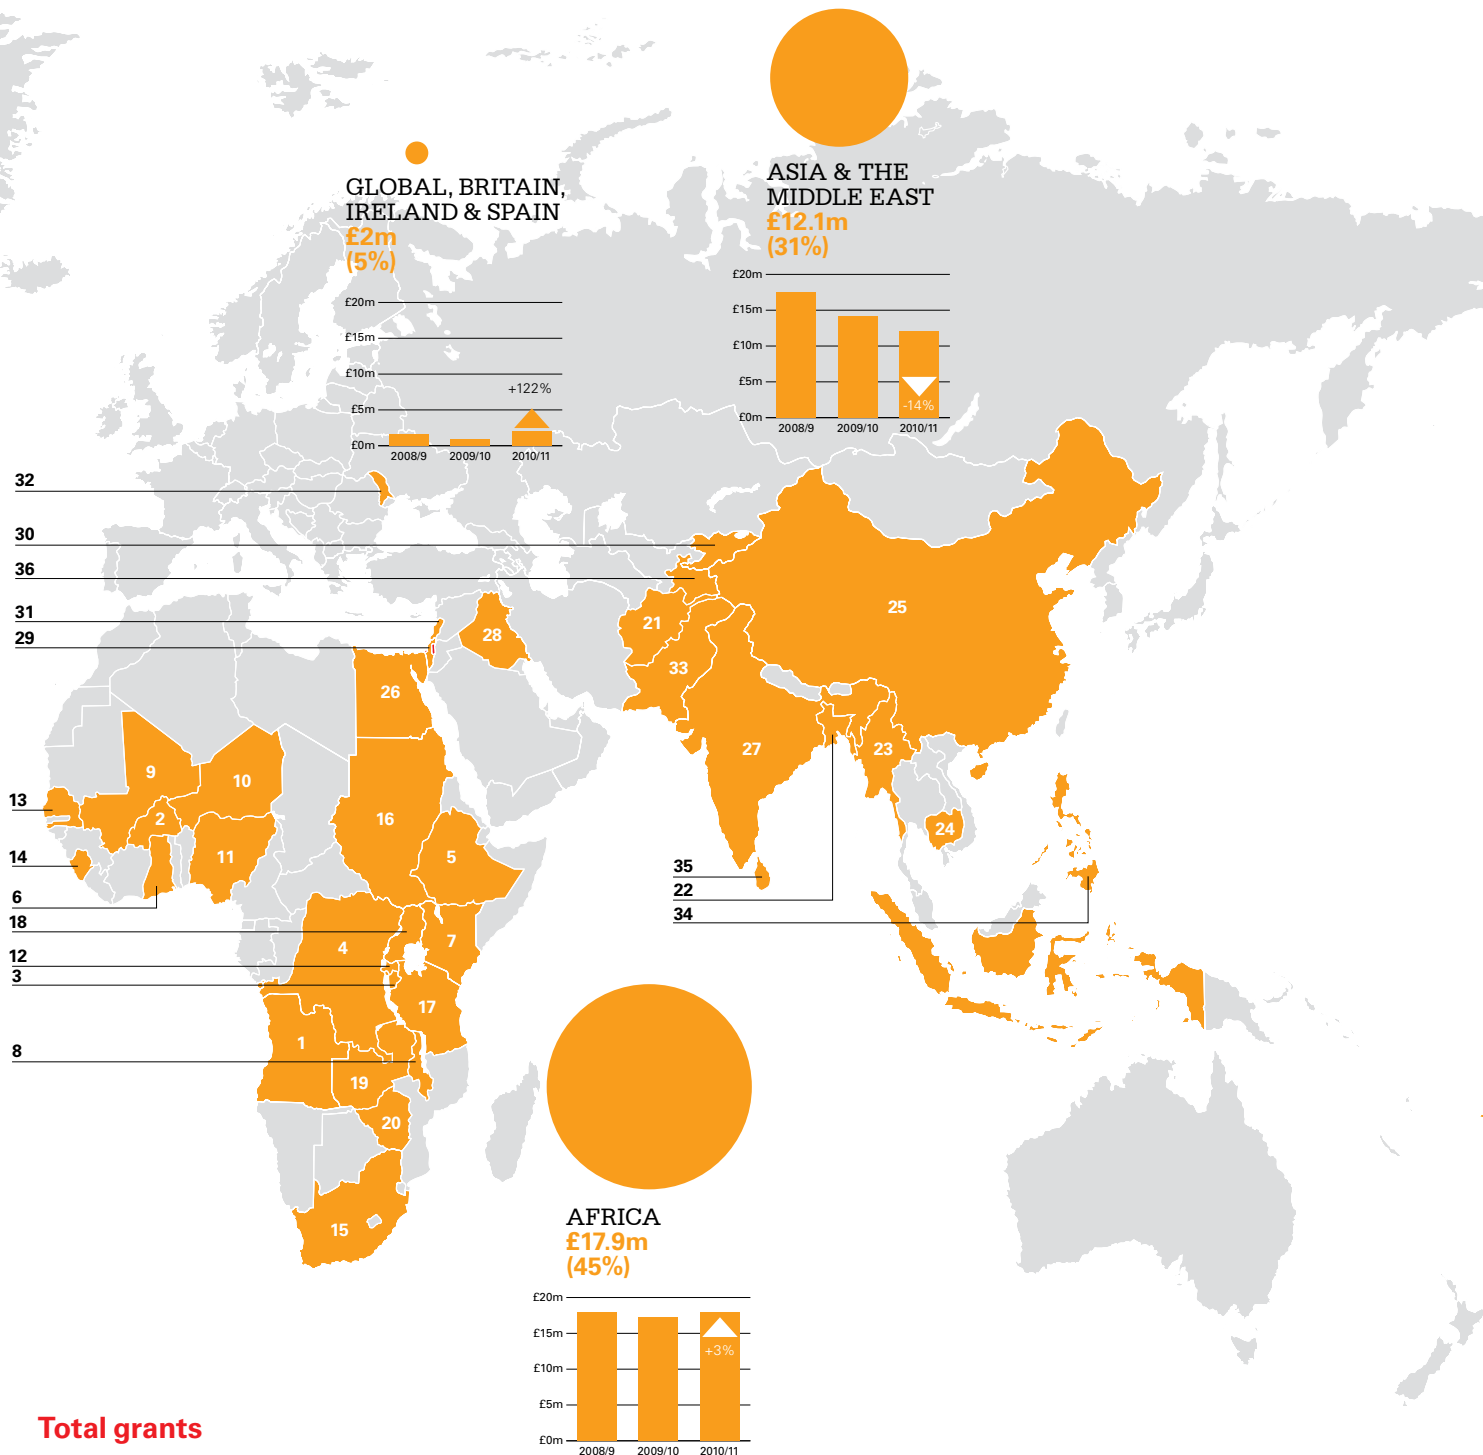 GLOBAL, BRITAIN,
IRELAND & SPAIN
£2m
(5%)
£20m
£15m
£10m
£5m
£0m
+122%
2008/9 2009/10 2010/11
ASIA & THE
MIDDLE EAST
£12.1m
(31%)
£20m
£15m
£10m
£5m
£0m
-14%
2008/9 2009/10 2010/11
32
30
36
31
29
13
14
6
18
12
3
8
25
21
28
33
26
27
23
9
10
2
16
24
11
5
35
22
34
4
7
17
1
19
20
15
AFRICA
£17.9m
(45%)
£20m
£15m
£10m
£5m
£0m
+3%
2008/9 2009/10 2010/11
Total grants